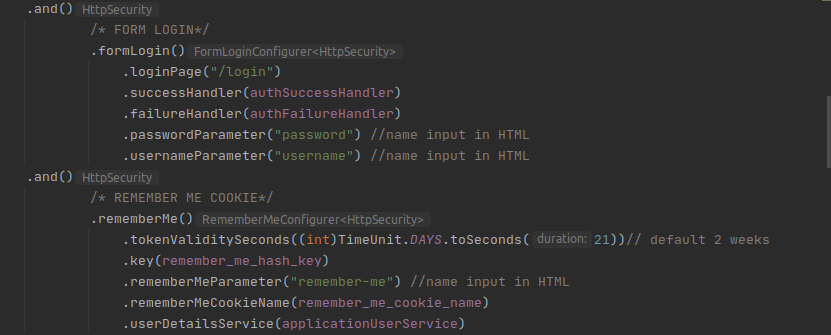 .and() HttpSecurity
/* FORM LOGIN*/
.formLogin() FormLoginConfigurer<HttpSecurity>
.loginPage("/login")
.successHandler(authSuccessHandler)
.failureHandler(authFailureHandler)
.passwordParameter("password") //name input in HTML
.usernameParameter("username") //name input in HTML
.and() HttpSecurity
/* REMEMBER ME COOKIE*/
.rememberMe() RememberMeConfigurer<HttpSecurity>
.tokenValiditySeconds((int)TimeUnit.DAYS.toSeconds( duration: 21))// default 2 weeks
.key(remember_me_hash_key)
.rememberMeParameter("remember-me") //name input in HTML
.rememberMeCookieName(remember_me_cookie_name)
.userDetailsService(applicationUserService)